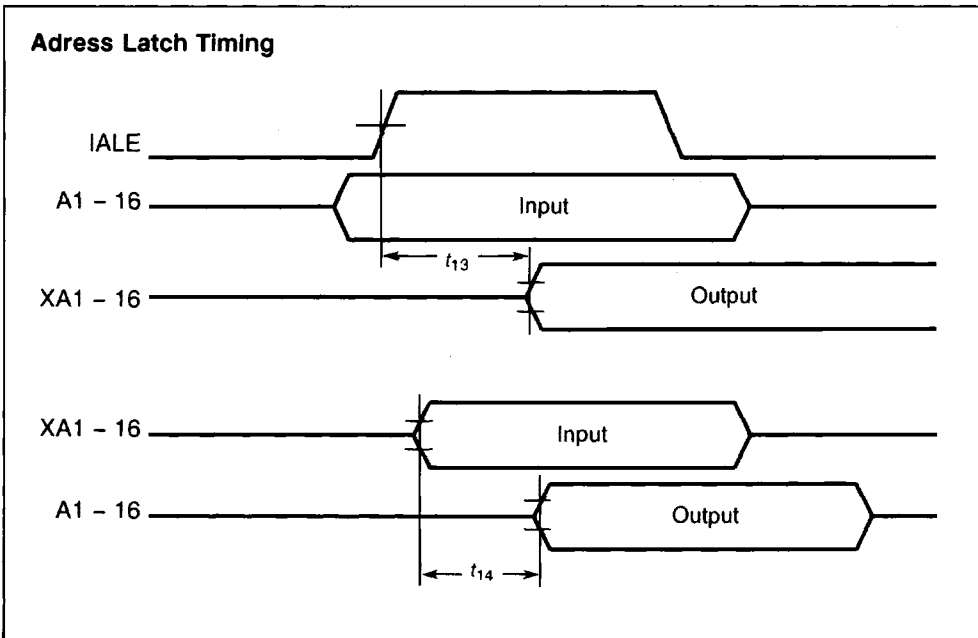 Adress Latch Timing
IALE
A1 – 16
Input
t13
XA1 – 16
Output
XA1 – 16
Input
A1 – 16
Output
t14